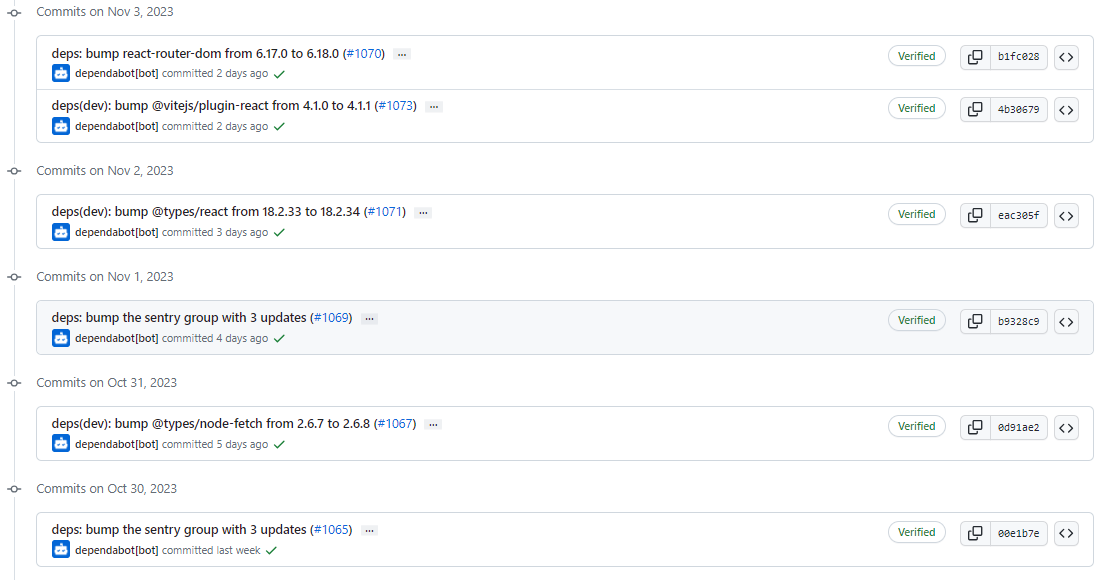 Commits on Nov 3, 2023
deps: bump react-router-dom from 6.17.0 to 6.18.0 (#1070) ...
Verified
b1fc028
dependabot[bot] committed 2 days ago
deps(dev): bump @vitejs/plugin-react from 4.1.0 to 4.1.1 (#1073) ...
Verified
4b30679
dependabot[bot] committed 2 days ago
Commits on Nov 2, 2023
deps(dev): bump @types/react from 18.2.33 to 18.2.34 (#1071) ...
Verified
eac305f
dependabot[bot] committed 3 days ago
Commits on Nov 1, 2023
deps: bump the sentry group with 3 updates (#1069) ...
Verified
b9328c9
dependabot[bot] committed 4 days ago
Commits on Oct 31, 2023
deps(dev): bump @types/node-fetch from 2.6.7 to 2.6.8 (#1067) ...
Verified
0d91ae2
dependabot[bot] committed 5 days ago
Commits on Oct 30, 2023
deps: bump the sentry group with 3 updates (#1065) ...
Verified
00e1b7e
dependabot[bot] committed last week